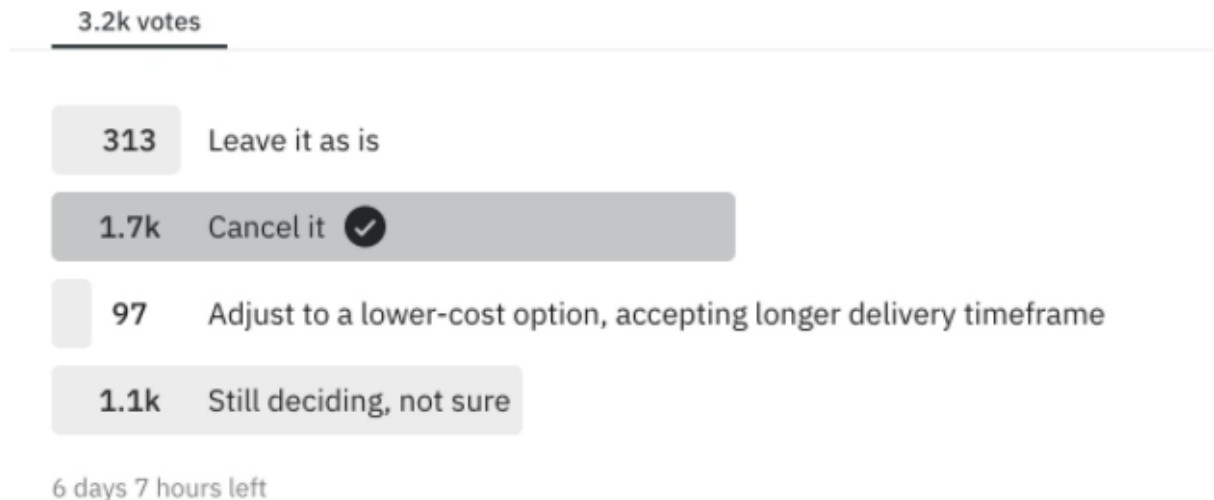 3.2k votes
313 Leave it as is
1.7k Cancel it
97 Adjust to a lower-cost option, accepting longer delivery timeframe
1.1k Still deciding, not sure
6 days 7 hours left